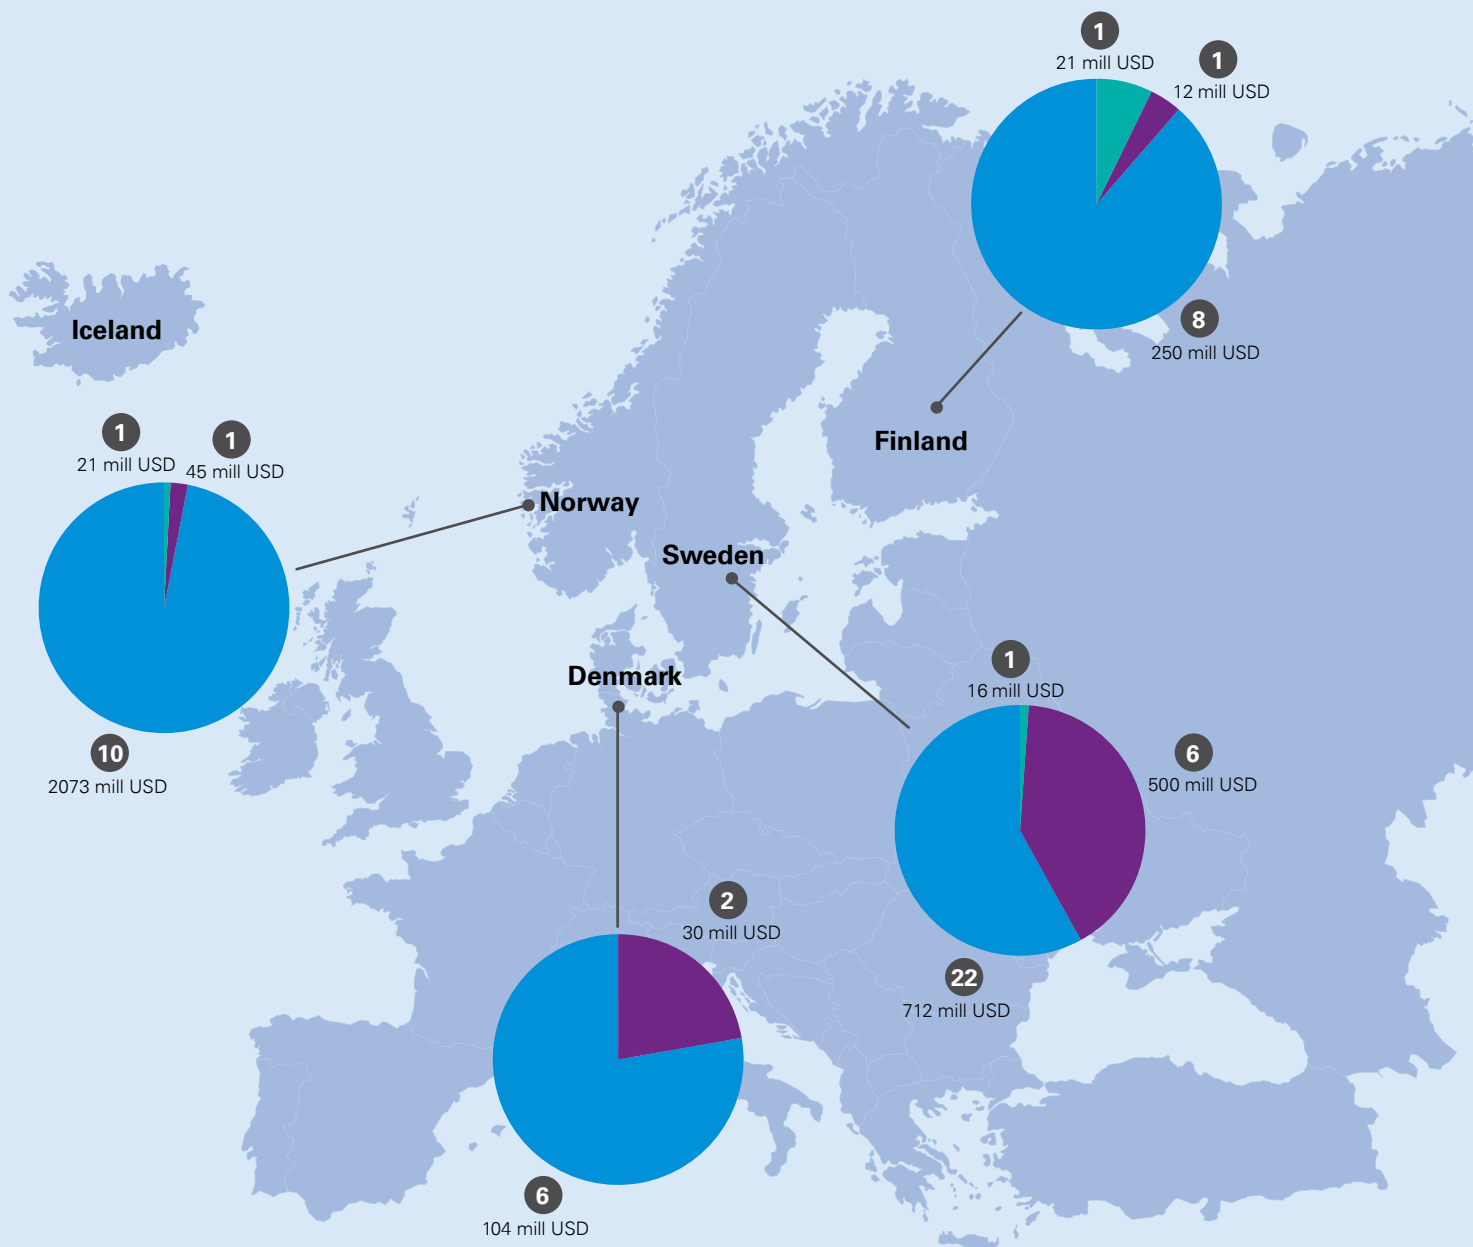 1
21 mill USD
1
12 mill USD
8
250 mill USD
Finland
Iceland
1
21 mill USD
1
45 mill USD
10
2073 mill USD
Norway
Sweden
1
16 mill USD
6
500 mill USD
22
712 mill USD
Denmark
2
30 mill USD
6
104 mill USD